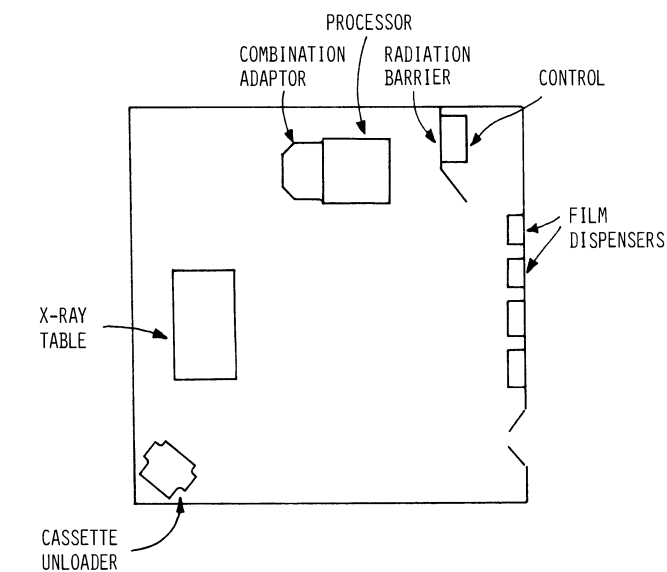 PROCESSOR
COMBINATION
ADAPTOR
RADIATION
BARRIER
CONTROL
FILM
DISPENSERS
X-RAY
TABLE
CASSETTE
UNLOADER